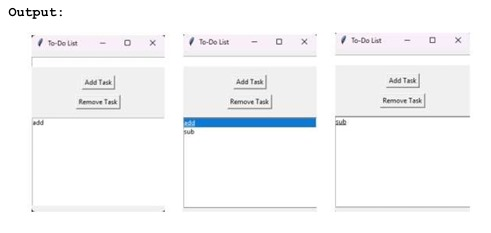 Output:
To-Do List
Add Task
Remove Task
add
To-Do List
Add Task
Remove Task
add
sub
To-Do List
Add Task
Remove Task
sub